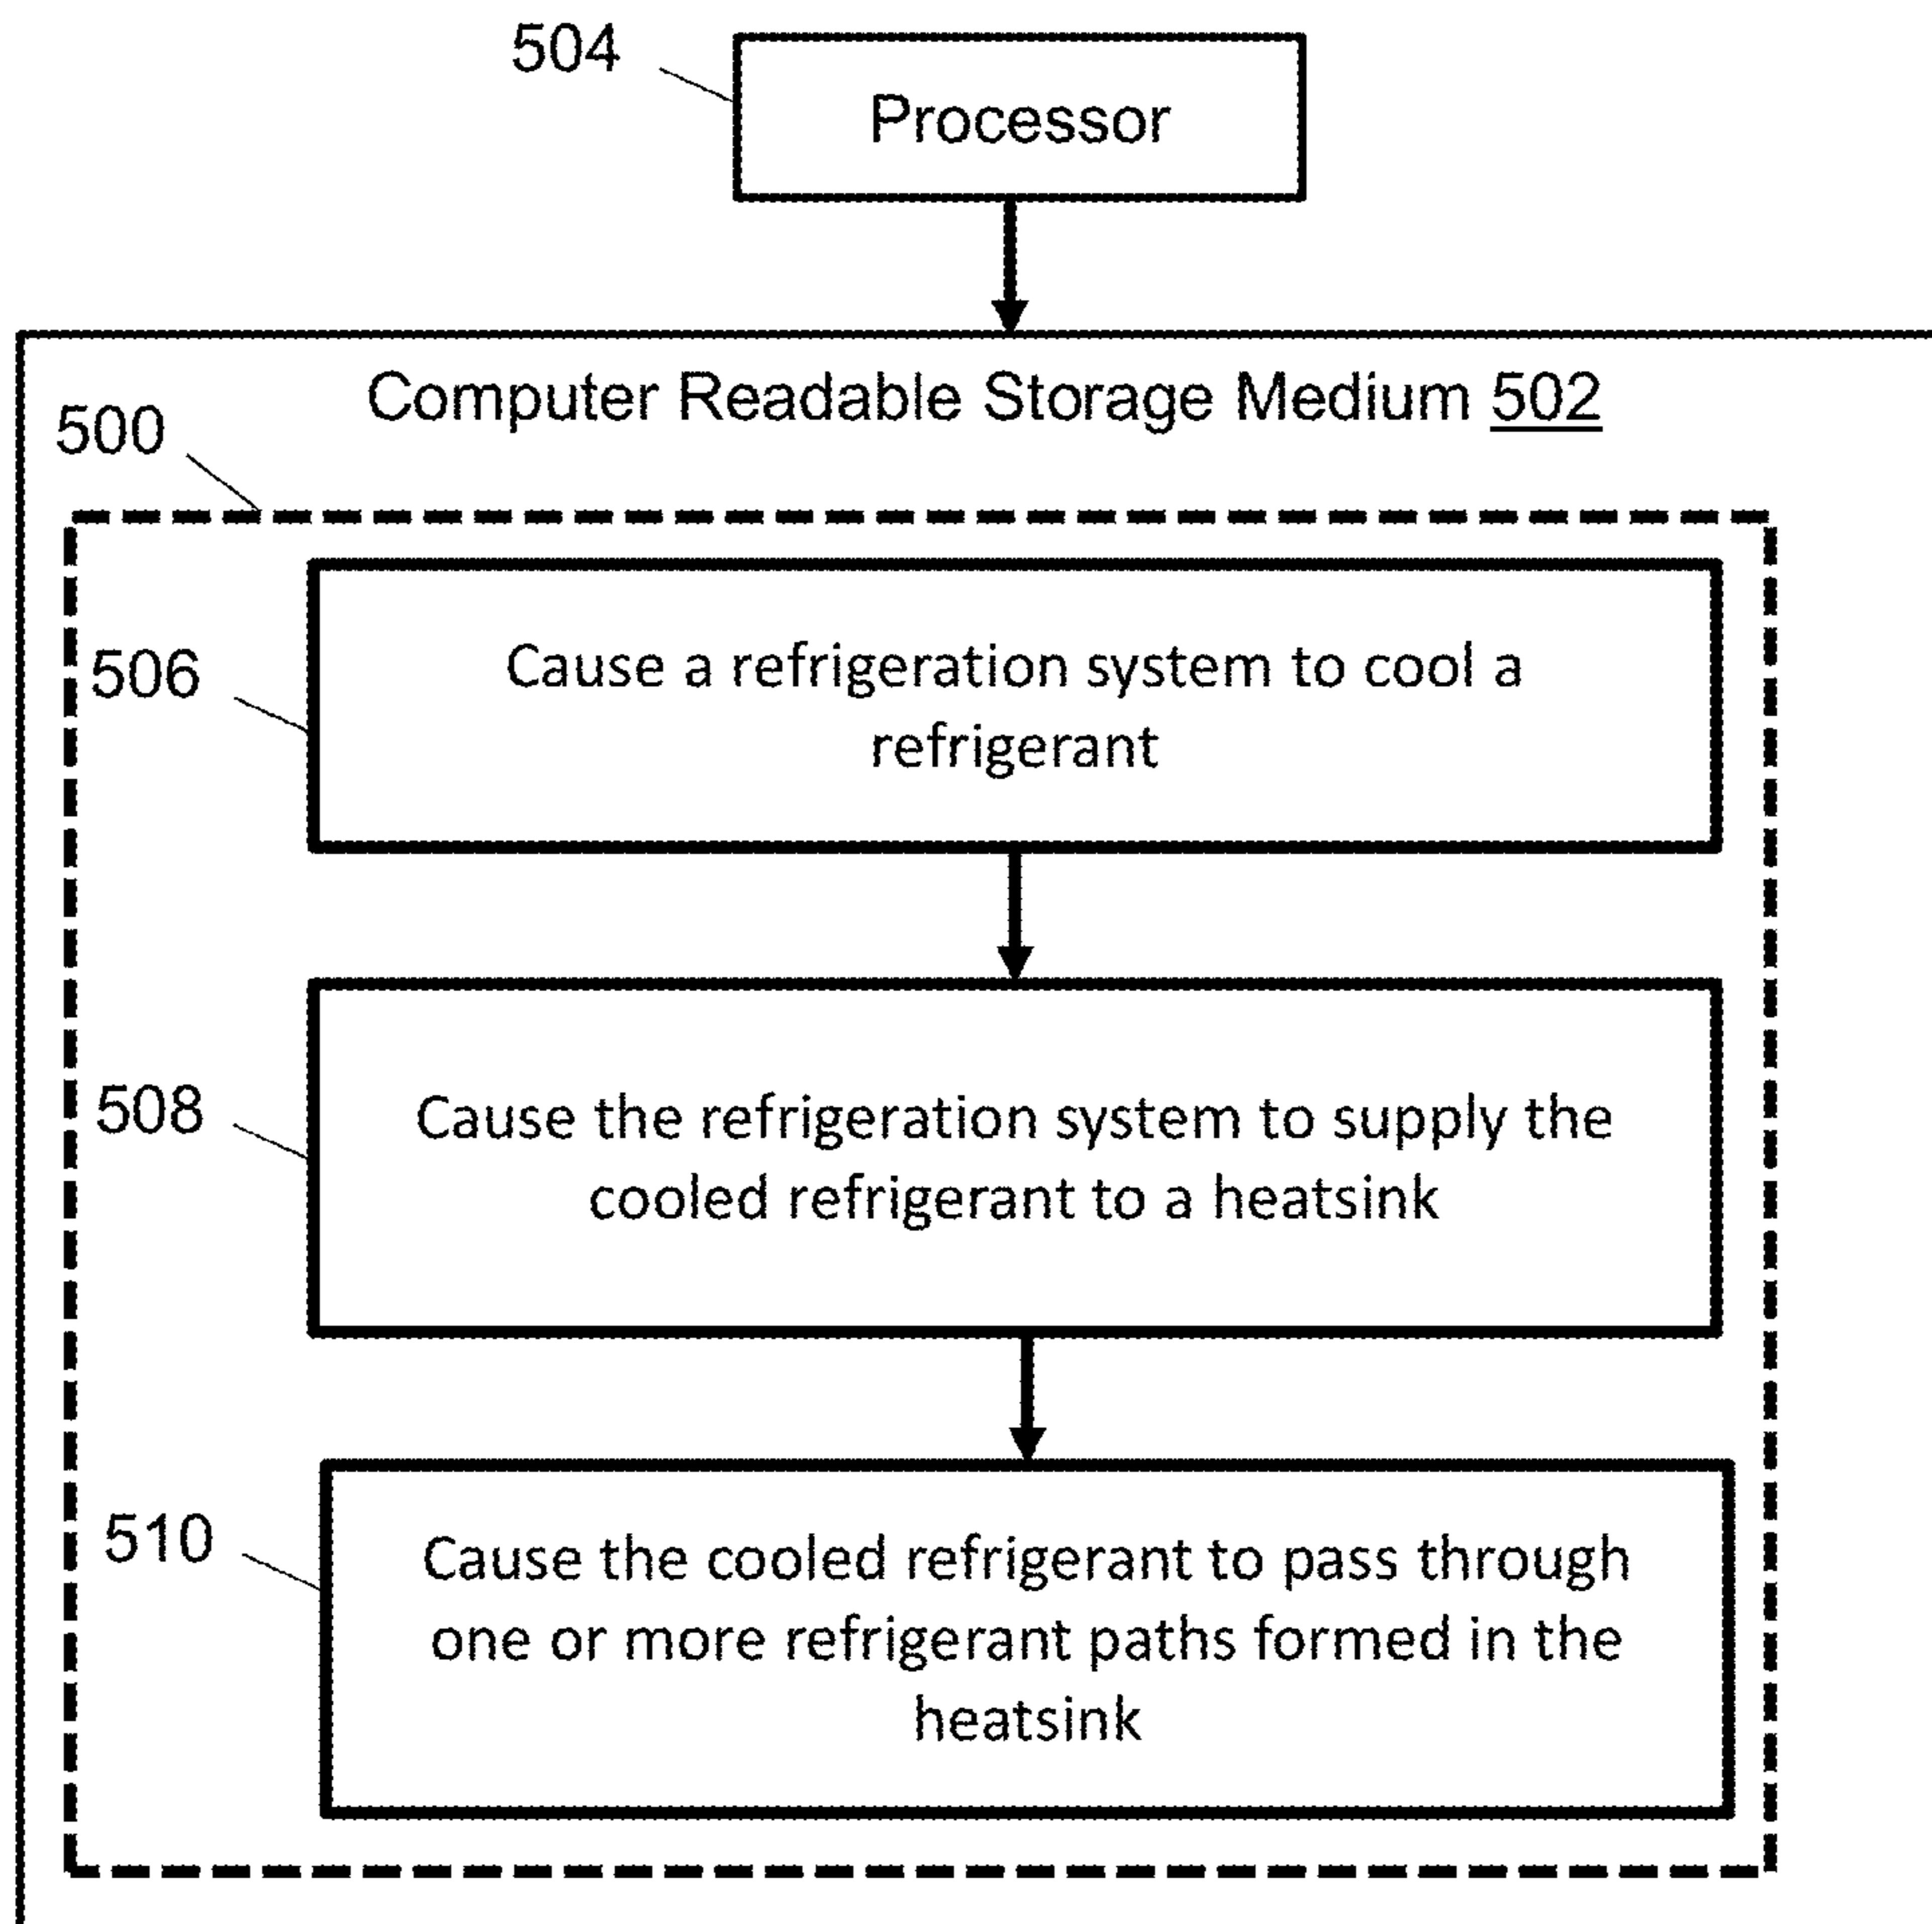 504
Processor
Computer Readable Storage Medium 502
500
506
Cause a refrigeration system to cool a
refrigerant
508
Cause the refrigeration system to supply the
cooled refrigerant to a heatsink
510
Cause the cooled refrigerant to pass through
one or more refrigerant paths formed in the
heatsink